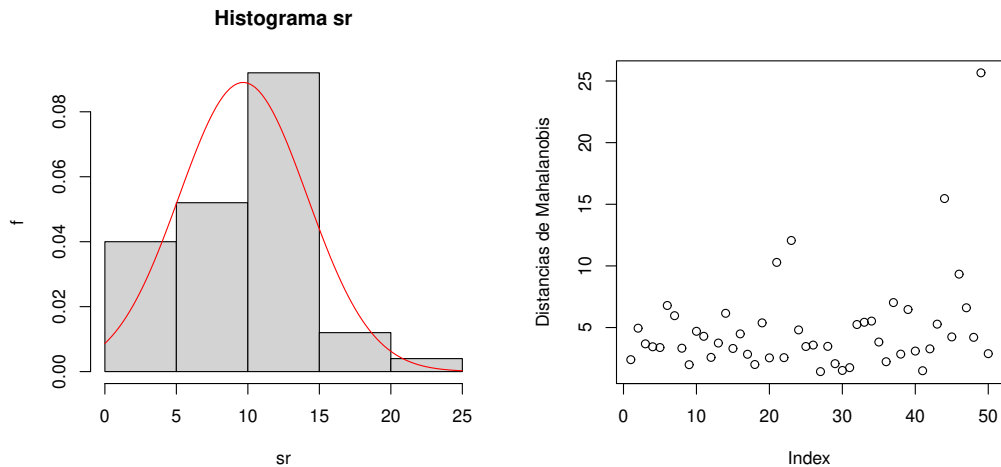 Histograma sr
f
0.00 0.02 0.04 0.06 0.08
0 5 10 15 20 25
sr
Distancias de Mahalanobis
5 10 15 20 25
0 10 20 30 40 50
Index